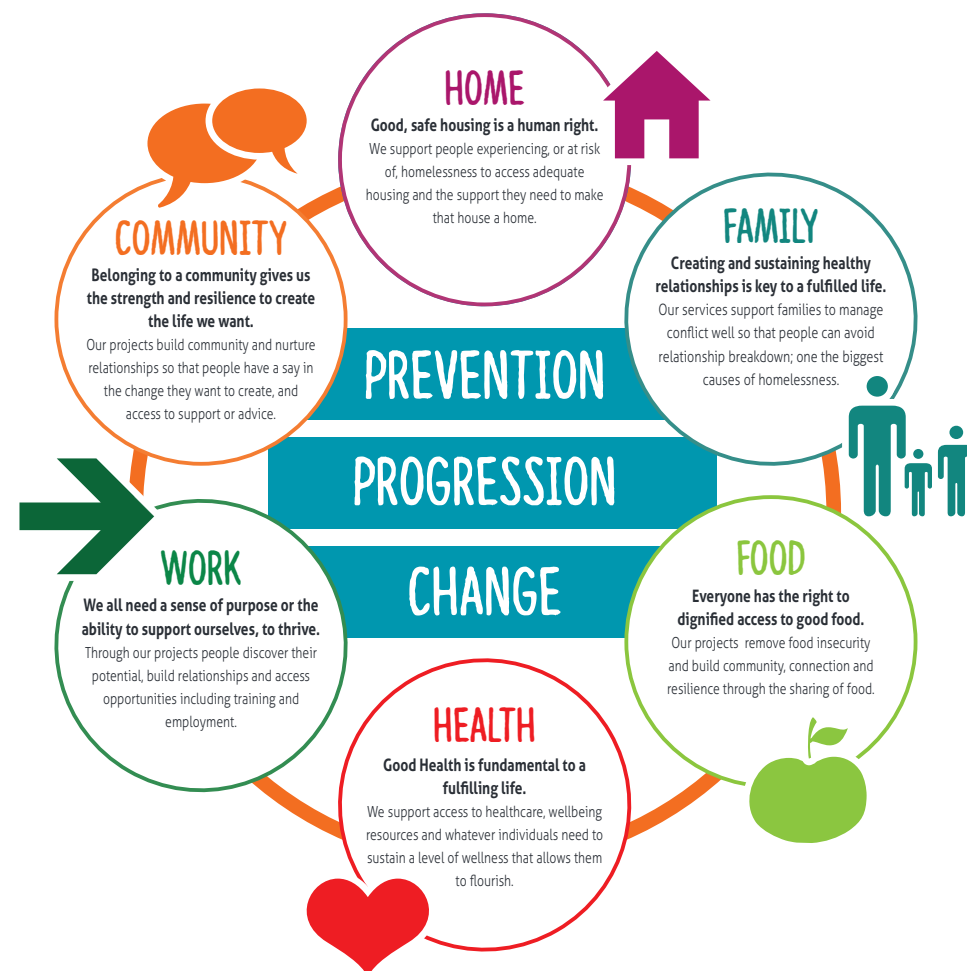 HOME
Good, safe housing is a human right.
We support people experiencing, or at risk
of, homelessness to access adequate
housing and the support they need to make
that house a home.
FAMILY
Creating and sustaining healthy
relationships is key to a fulfilled life.
Our services support families to manage
conflict well so that people can avoid
relationship breakdown; one the biggest
causes of homelessness.
COMMUNITY
Belonging to a community gives us
the strength and resilience to create
the life we want.
Our projects build community and nurture
relationships so that people have a say in
the change they want to create, and
access to support or advice.
PREVENTION
PROGRESSION
CHANGE
WORK
We all need a sense of purpose or the
ability to support ourselves, to thrive.
Through our projects people discover their
potential, build relationships and access
opportunities including training and
employment.
FOOD
Everyone has the right to
dignified access to good food.
Our projects remove food insecurity
and build community, connection and
resilience through the sharing of food.
HEALTH
Good Health is fundamental to a
fulfilling life.
We support access to healthcare, wellbeing
resources and whatever individuals need to
sustain a level of wellness that allows them
to flourish.